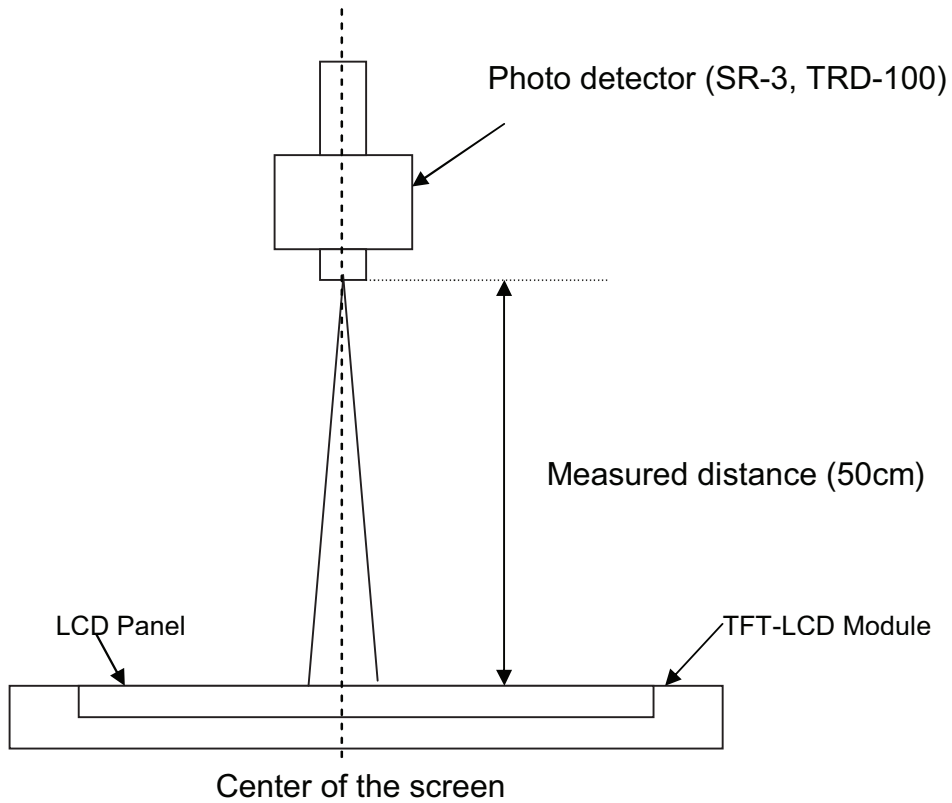 Photo detector (SR-3, TRD-100)
Measured distance (50cm)
LCD Panel
TFT-LCD Module
Center of the screen